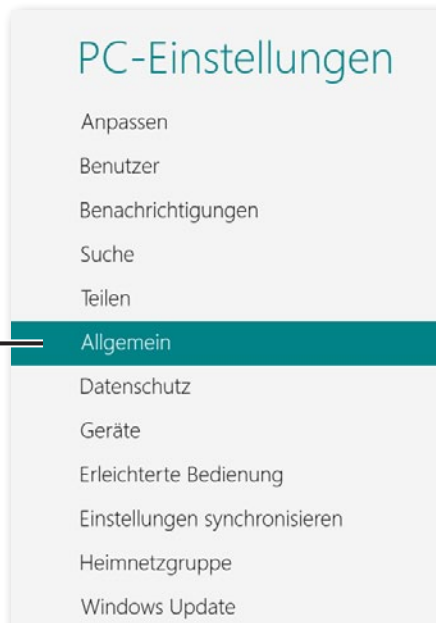 PC-Einstellungen
Anpassen
Benutzer
Benachrichtigungen
Suche
Teilen
Allgemein
Datenschutz
Geräte
Erleichterte Bedienung
Einstellungen synchronisieren
Heimnetzgruppe
Windows Update